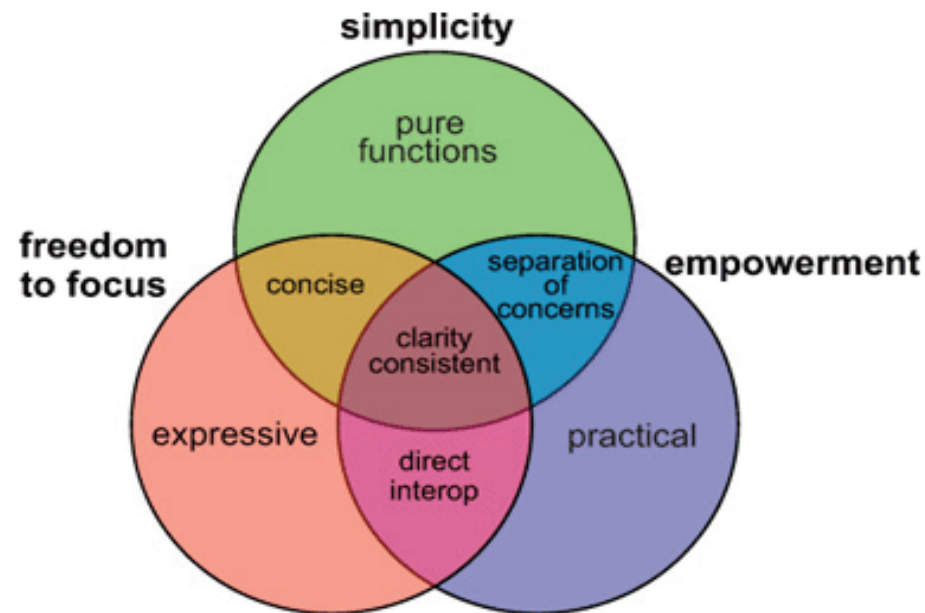 simplicity
pure
functions
freedom
to focus
concise
separation
of
concerns
empowerment
clarity
consistent
expressive
direct
interop
practical